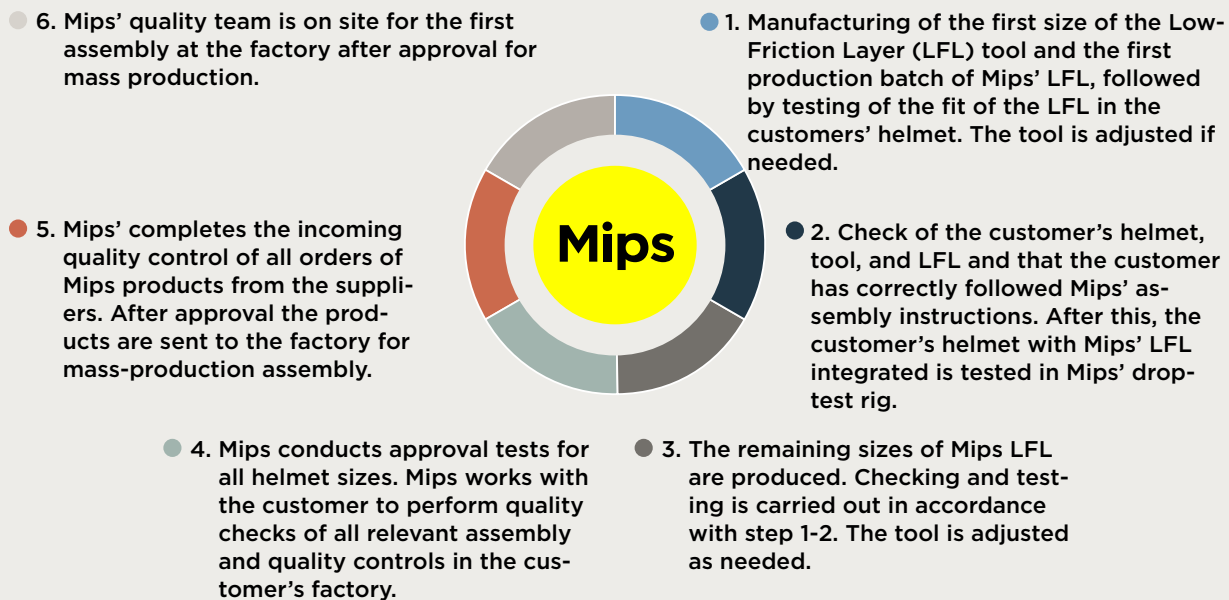 1. Manufacturing of the first size of the Low-
Friction Layer (LFL) tool and the first
production batch of Mips’ LFL, followed
by testing of the fit of the LFL in the
customers’ helmet. The tool is adjusted if
needed.
2. Check of the customer’s helmet,
tool, and LFL and that the customer
has correctly followed Mips’ as-
sembly instructions. After this, the
customer’s helmet with Mips’ LFL
integrated is tested in Mips’ drop-
test rig.
3. The remaining sizes of Mips LFL
are produced. Checking and test-
ing is carried out in accordance
with step 1-2. The tool is adjusted
as needed.
4. Mips conducts approval tests for
all helmet sizes. Mips works with
the customer to perform quality
checks of all relevant assembly
and quality controls in the cus-
tomer’s factory.
5. Mips’ completes the incoming
quality control of all orders of
Mips products from the suppli-
ers. After approval the prod-
ucts are sent to the factory for
mass-production assembly.
6. Mips’ quality team is on site for the first
assembly at the factory after approval for
mass production.
Mips